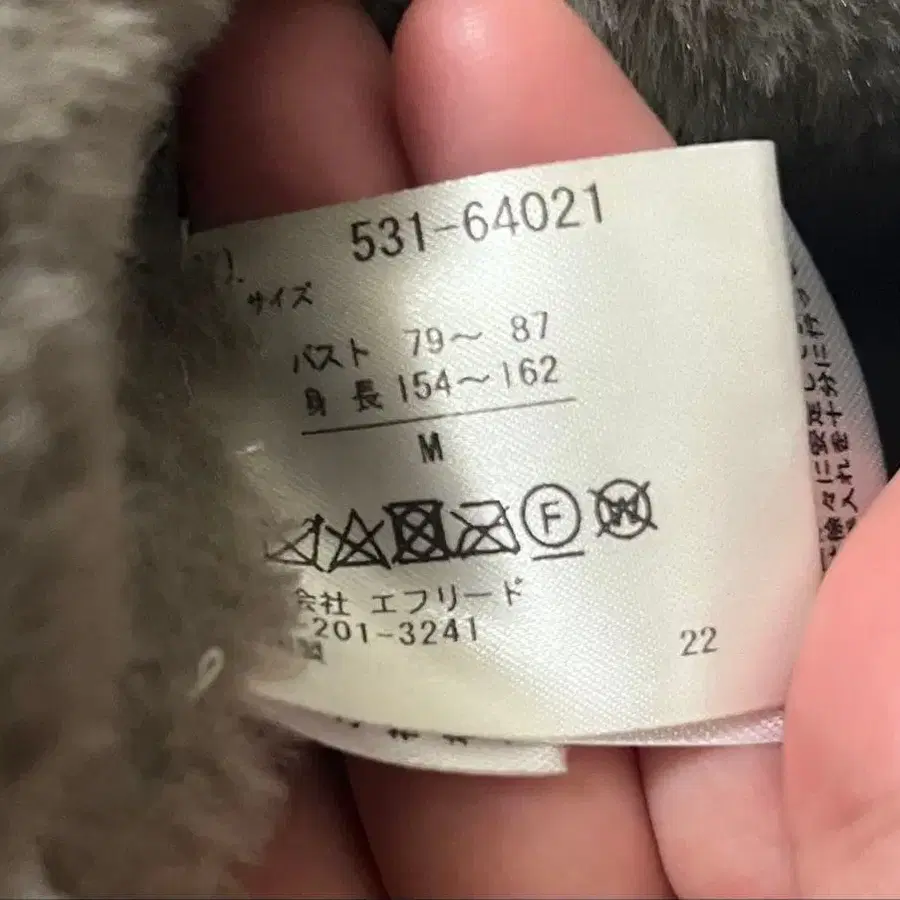 531-64021
サイズ
バスト 79〜 87
身 長 154〜162
M
F
W
会社 エフリード
-201-3241
22